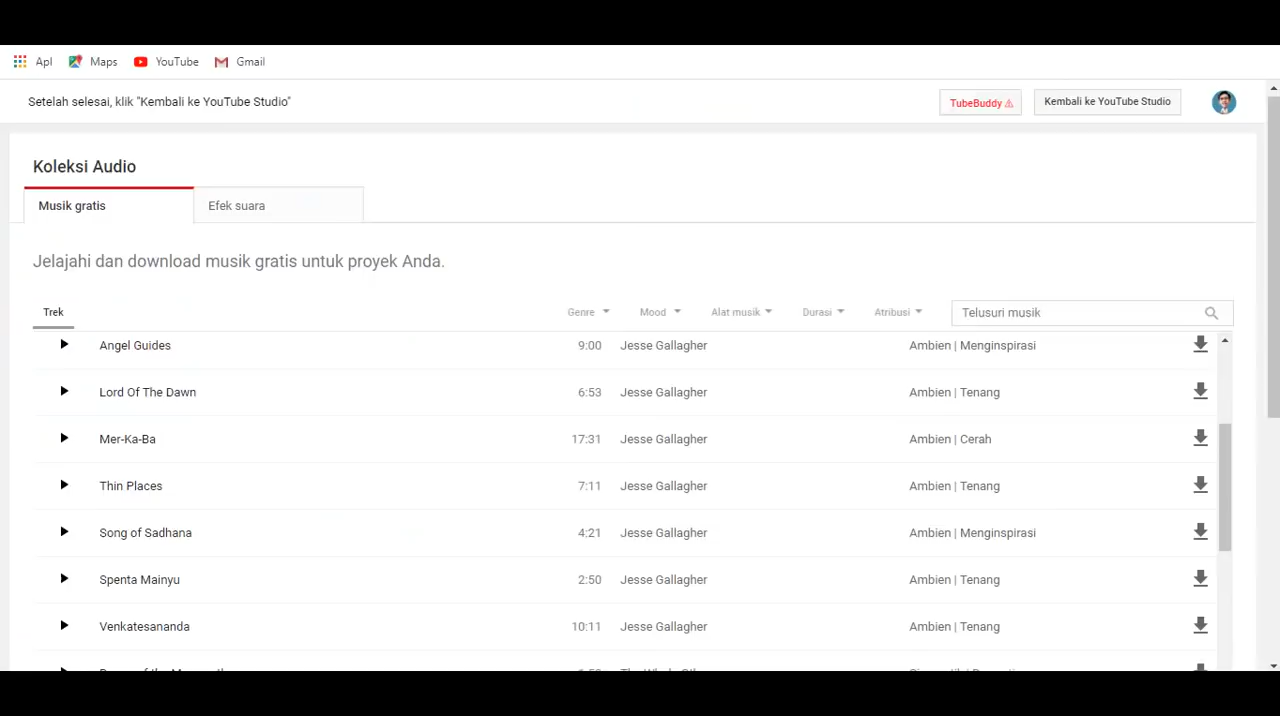 Apl Maps YouTube Gmail
Setelah selesai, klik "Kembali ke YouTube Studio" TubeBuddy Kembali ke YouTube Studio
Koleksi Audio
Musik gratis Efek suara
Jelajahi dan download musik gratis untuk proyek Anda.
Trek Genre Mood Alat musik Durasi Atribusi Telusuri musik
Angel Guides 9:00 Jesse Gallagher Ambien | Menginspirasi
Lord Of The Dawn 6:53 Jesse Gallagher Ambien | Tenang
Mer-Ka-Ba 17:31 Jesse Gallagher Ambien | Cerah
Thin Places 7:11 Jesse Gallagher Ambien | Tenang
Song of Sadhana 4:21 Jesse Gallagher Ambien | Menginspirasi
Spenta Mainyu 2:50 Jesse Gallagher Ambien | Tenang
Venkatesananda 10:11 Jesse Gallagher Ambien | Tenang